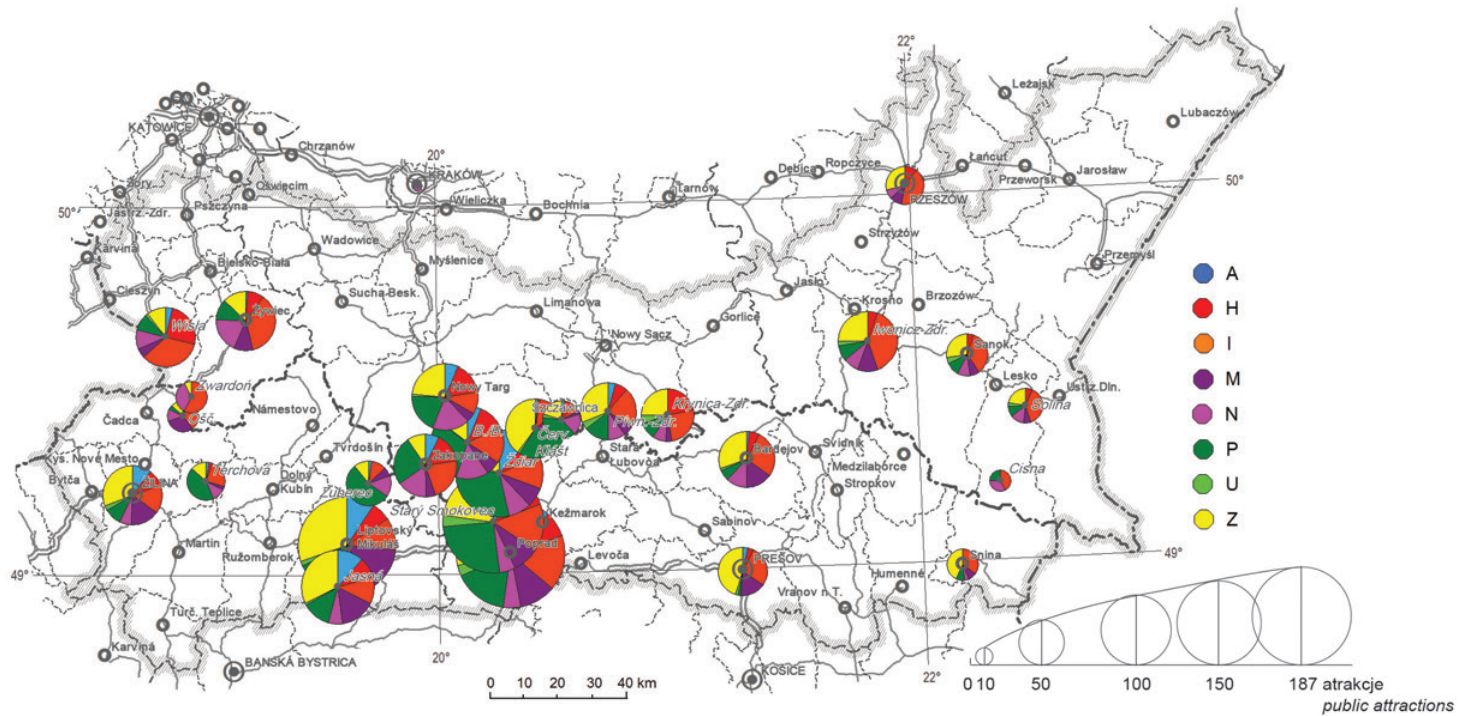 22°
Leżajsk
Lubaczów
KATOWICE
Chrzanów
20°
Ropczyce
Łańcut
Dębica
KRAKÓW
Przeworsk
Jarosław
50°
Żory
Oświęcim
Tarnów
RZESZÓW
50°
Jastrz.-Zdr.
Pszczyna
Wieliczka
Bochnia
Strzyżów
Karviná
Wadowice
Przemyśl
Bielsko-Biała
Myślenice
Cieszyn
Sucha Besk.
Jasło
Krosno
Brzozów
Limanowa
Wisła
Żywiec
Gorlice
Iwonicz-Zdr.
Nowy Sącz
Sanok
Lesko
Ustrz.Dln.
Zwardoń
Nowy Targ
Szczawnica
Krynica-Zdr.
Solina
Čadca
Ošč.
Námestovo
B./B.
Červ.
Piwn.-Zdr.
Klášt.
Tvrdošín
Zakopane
Stará
Ľubovňa
Bardejov
Svidník
Kys. Nové Mesto
Ždiar
Medzilaborce
Cisna
Bytča
ŽILINA
Terchová
Dolný
Kubín
Zuberec
Stropkov
Starý Smokovec
Kežmarok
Sabinov
Liptovský
Mikuláš
Poprad
Martin
Ružomberok
Levoča
PREŠOV
Snina
49°
49°
Jasná
Humenné
Vranov n.T.
Turč. Teplice
Karviná
BANSKÁ BYSTRICA
20°
KOŠICE
22°
0 10 20 30 40 km
A
H
I
M
N
P
U
Z
0 10 50 100 150 187 atrakcje
public attractions